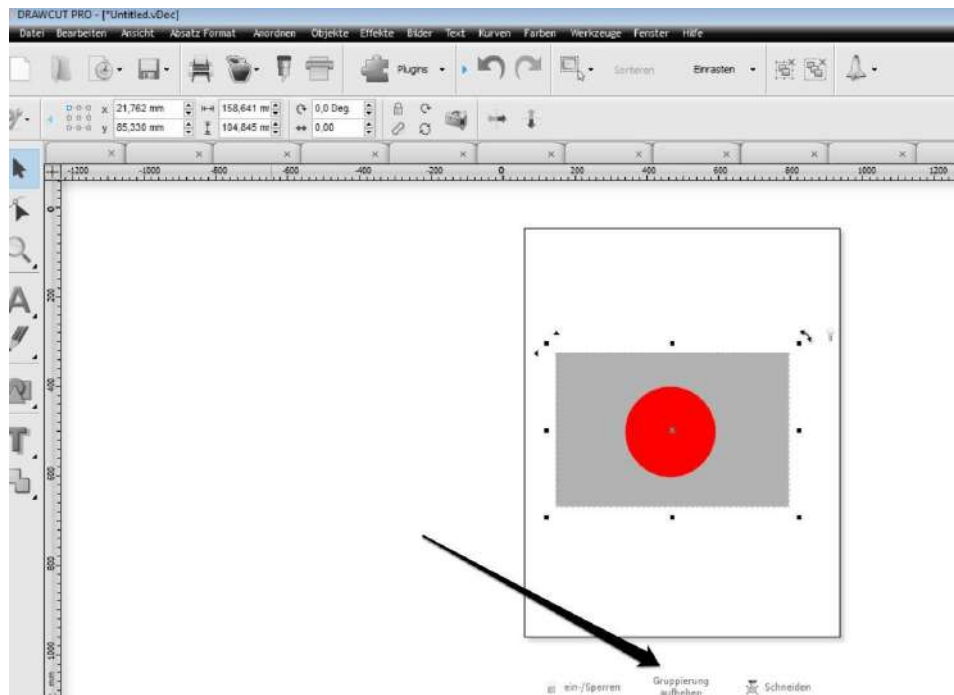 DRAWCUT PRO - [*Untitled.vDec]
Datei Bearbeiten Ansicht Absatz Format Anordnen Objekte Effekte Bilder Text Kurven Farben Werkzeuge Fenster Hilfe
Plugins Sortieren Einrasten
x 21,762 mm 158,641 m 0,0 Deg
y 85,330 mm 104,845 m 0.00
-1200 -1000 -800 -600 -400 -200 0 200 400 600 800 1000 1200
0
200
400
600
800
1000
mm
A
T
ein-/Sperren Gruppierung aufheben Schneiden